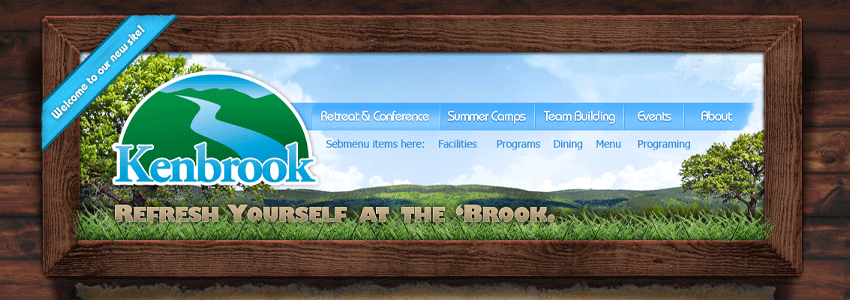 Welcome to our new site!
Retreat & Conference Summer Camps Team Building Events About
Sebmenu items here: Facilities Programs Dining Menu Programing
Kenbrook
Refresh Yourself at the 'Brook.